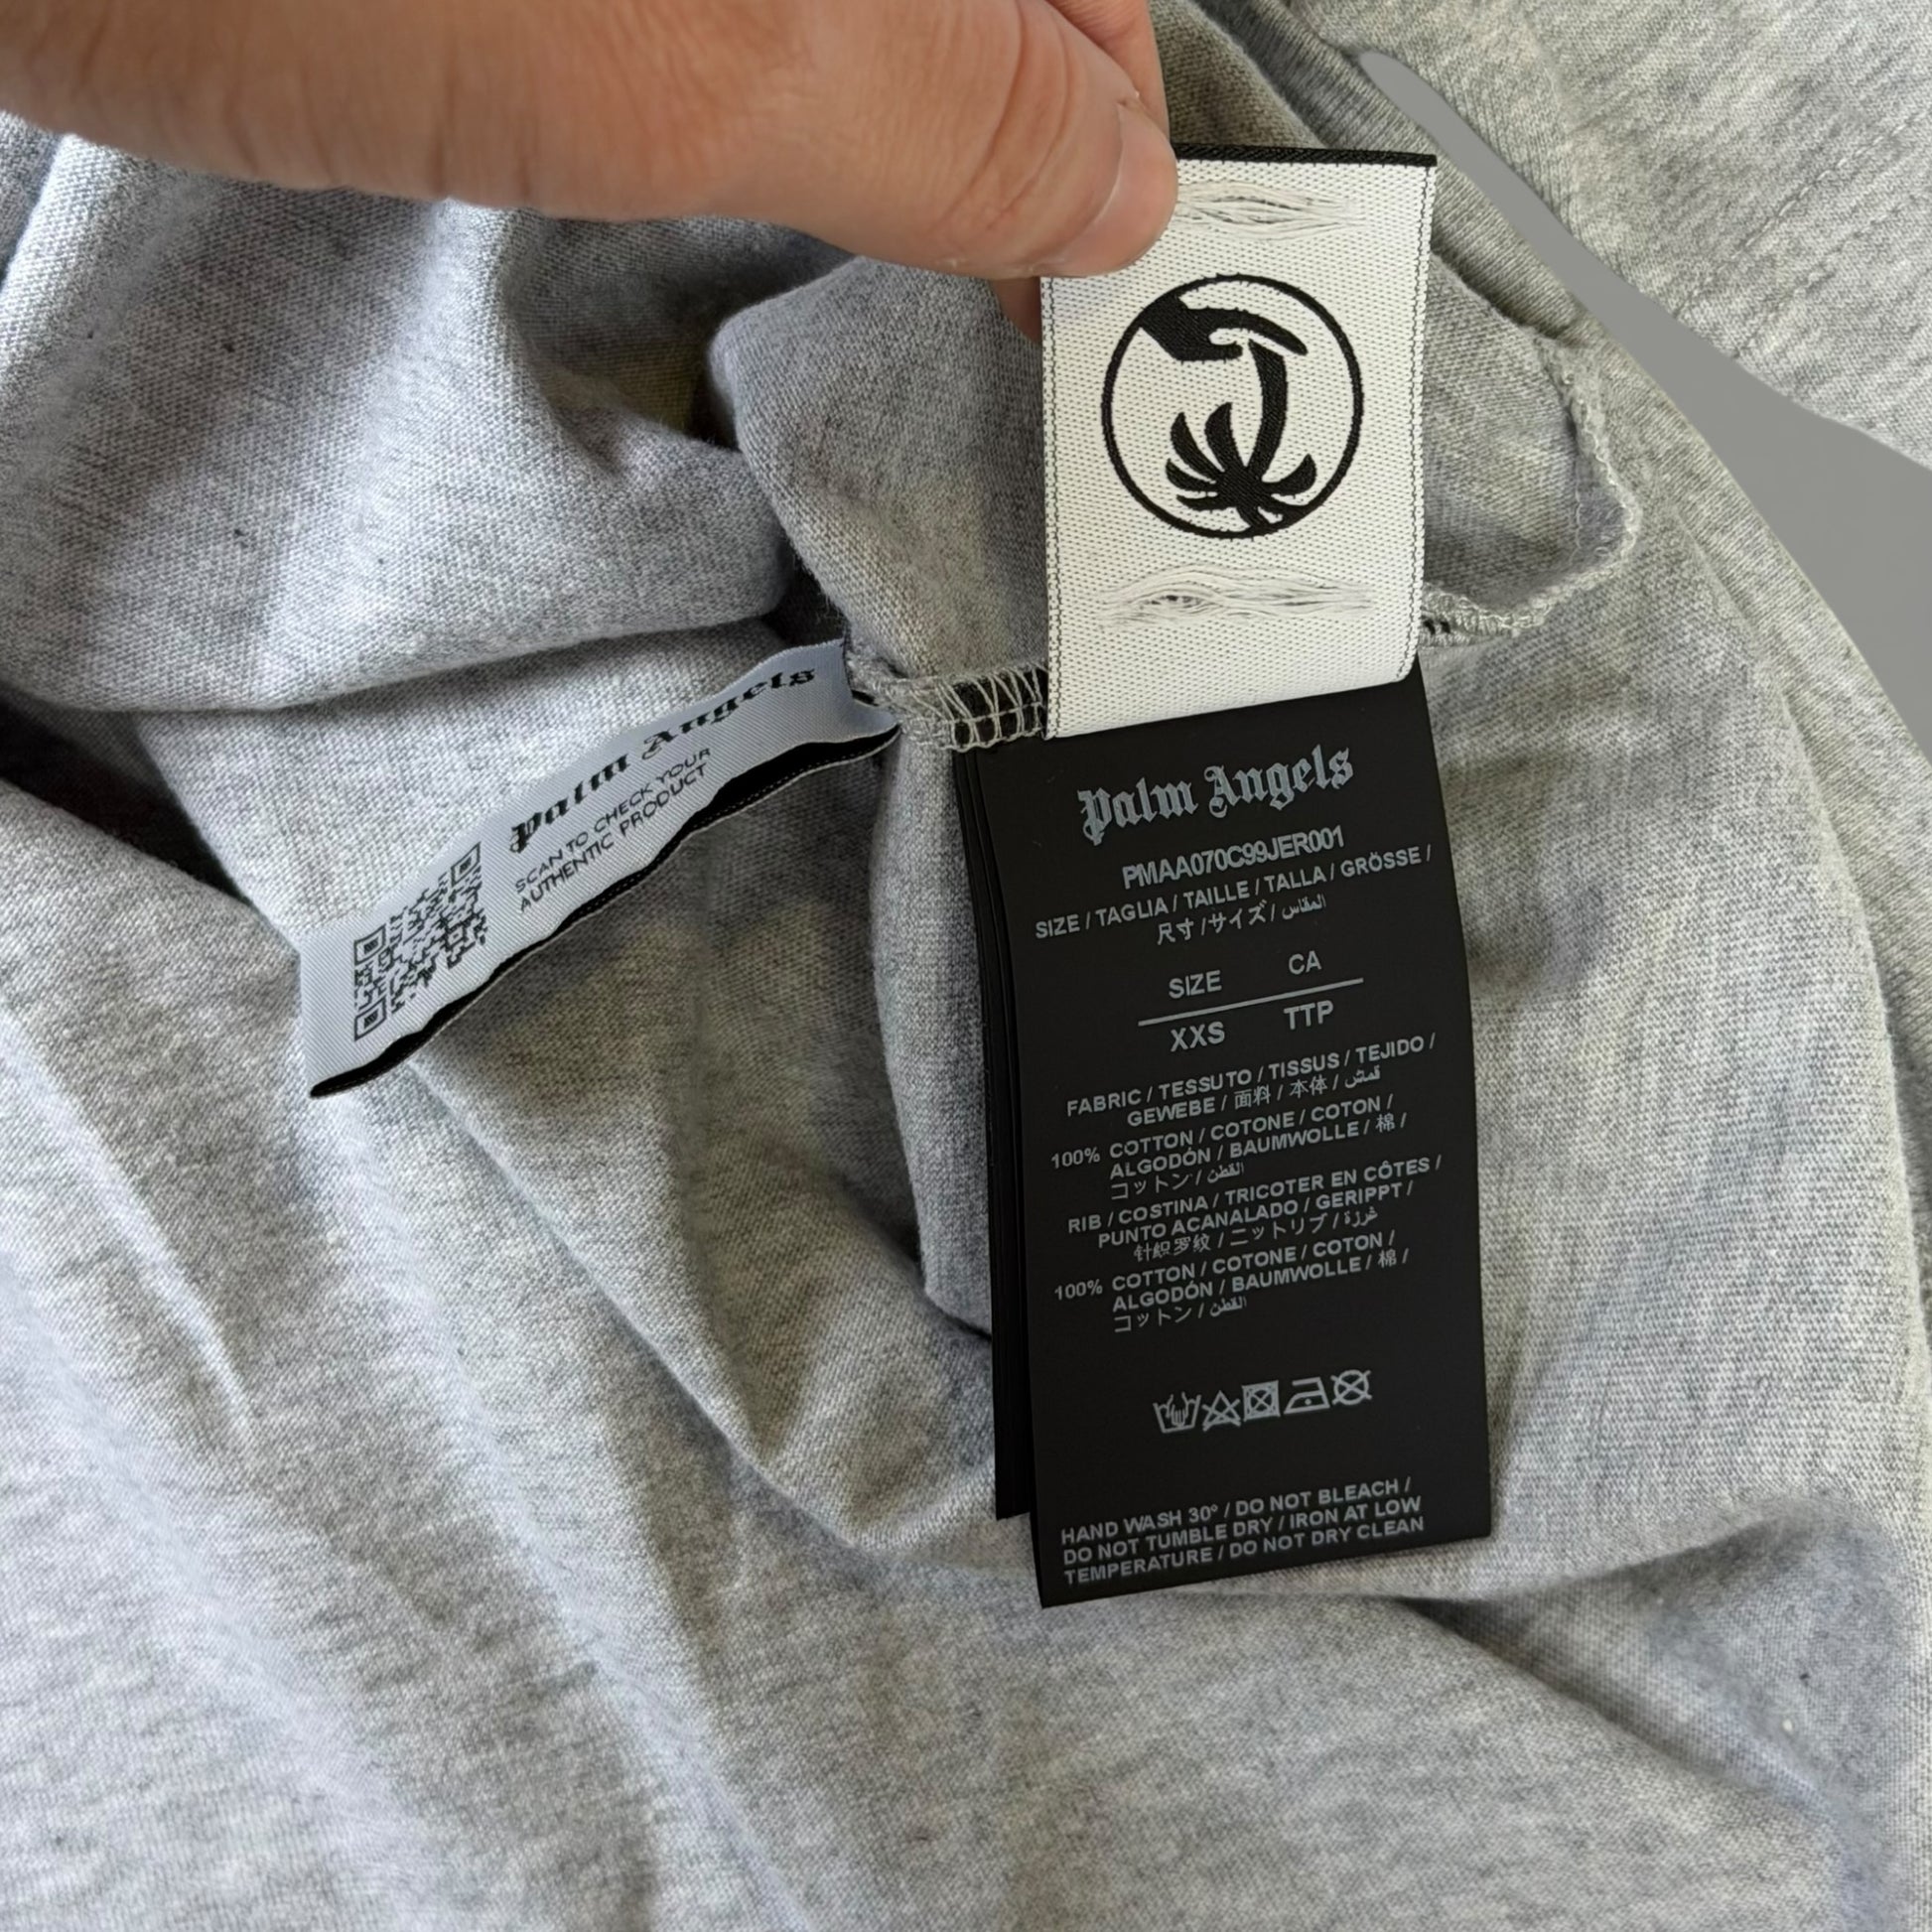 Palm Angels
SCAN TO CHECK YOUR
AUTHENTIC PRODUCT
Palm Angels
PMAA070C99JER001
SIZE / TAGLIA / TAILLE / TALLA / GRÖSSE /
尺寸 / サイズ / المقاس
SIZE CA
XXS TTP
FABRIC / TESSUTO / TISSUS / TEJIDO /
GEWEBE / 面料 / 本体 / قماش
100% COTTON / COTONE / COTON /
ALGODÓN / BAUMWOLLE / 棉 /
コットン / القطن
RIB / COSTINA / TRICOTER EN CÔTES /
PUNTO ACANALADO / GERIPPT /
针织罗纹 / ニットリブ / غرزة
100% COTTON / COTONE / COTON /
ALGODÓN / BAUMWOLLE / 棉 /
コットン / القطن
HAND WASH 30° / DO NOT BLEACH /
DO NOT TUMBLE DRY / IRON AT LOW
TEMPERATURE / DO NOT DRY CLEAN